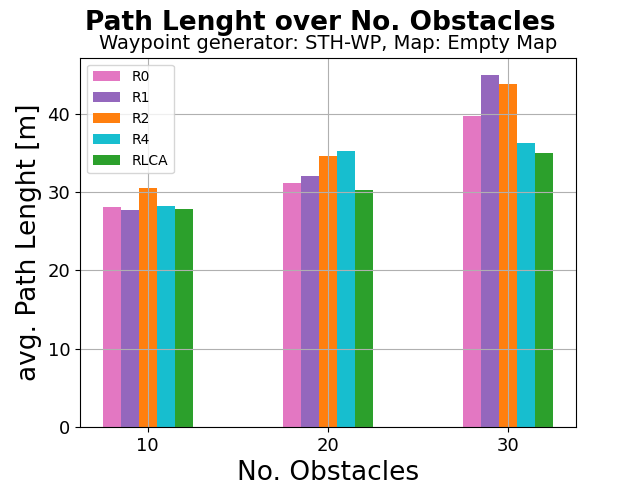 Path Lenght over No. Obstacles
Waypoint generator: STH-WP, Map: Empty Map
R0
R1
R2
R4
RLCA
avg. Path Lenght [m]
40
30
20
10
0
10 20 30
No. Obstacles